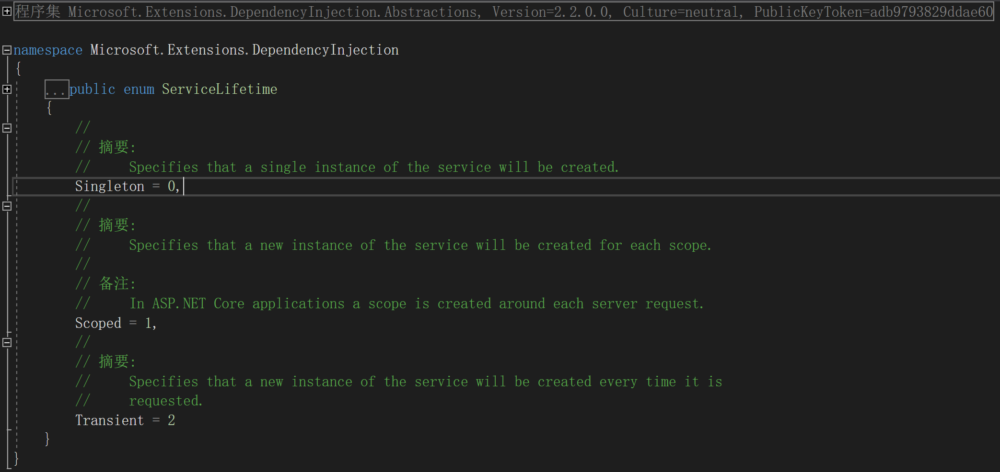 程序集 Microsoft.Extensions.DependencyInjection.Abstractions, Version=2.2.0.0, Culture=neutral, PublicKeyToken=adb9793829ddae60
namespace Microsoft.Extensions.DependencyInjection
{
...public enum ServiceLifetime
{
//
// 摘要:
// Specifies that a single instance of the service will be created.
Singleton = 0,
//
// 摘要:
// Specifies that a new instance of the service will be created for each scope.
//
// 备注:
// In ASP.NET Core applications a scope is created around each server request.
Scoped = 1,
//
// 摘要:
// Specifies that a new instance of the service will be created every time it is
// requested.
Transient = 2
}
}